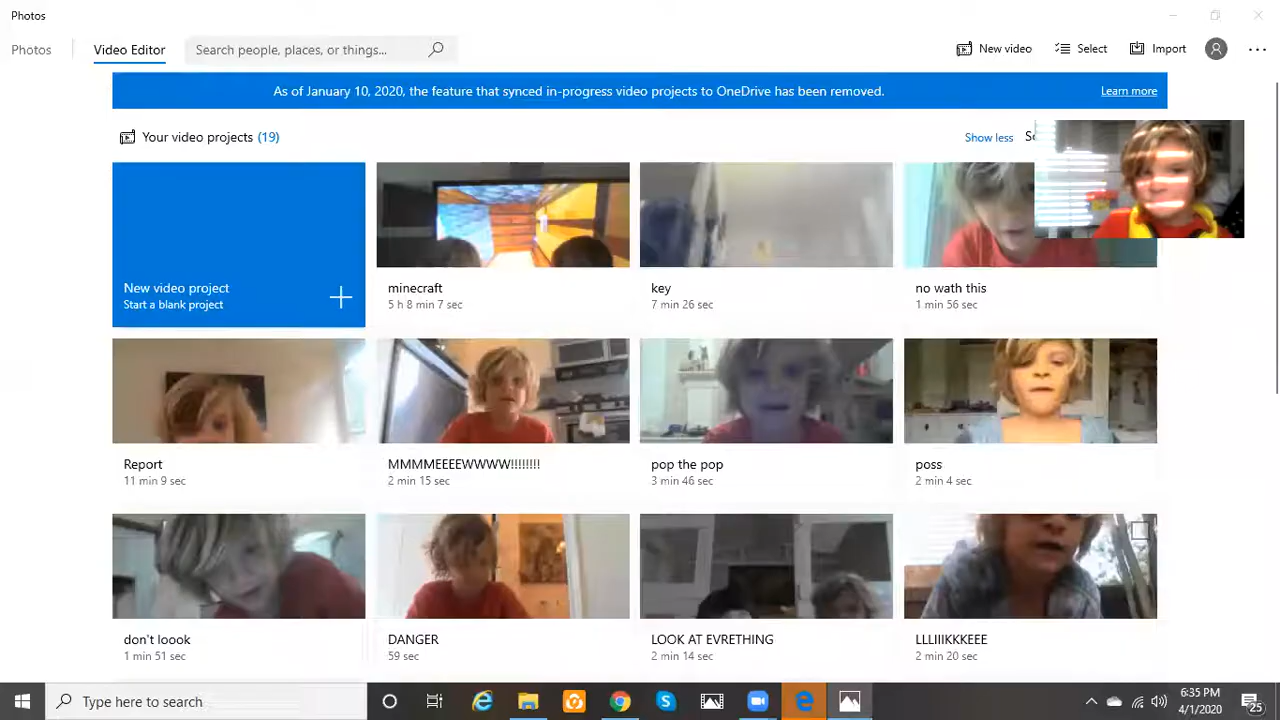 Photos
Photos
Video Editor
Search people, places, or things...
New video
Select
Import
As of January 10, 2020, the feature that synced in-progress video projects to OneDrive has been removed.
Learn more
Your video projects (19)
Show less
New video project
Start a blank project
minecraft
5 h 8 min 7 sec
key
7 min 26 sec
no wath this
1 min 56 sec
Report
11 min 9 sec
MMMMEEEEWWWW!!!!!!!!
2 min 15 sec
pop the pop
3 min 46 sec
poss
2 min 4 sec
don't loook
1 min 51 sec
DANGER
59 sec
LOOK AT EVRETHING
2 min 14 sec
LLLIIIKKKEEE
2 min 20 sec
Type here to search
6:35 PM
4/1/2020
25